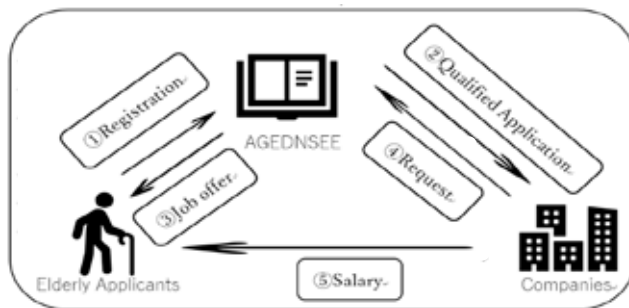 ①Registration
②Qualified Application
AGEDNSEE
④Request
③Job offer
Elderly Applicants
⑤Salary
Companies